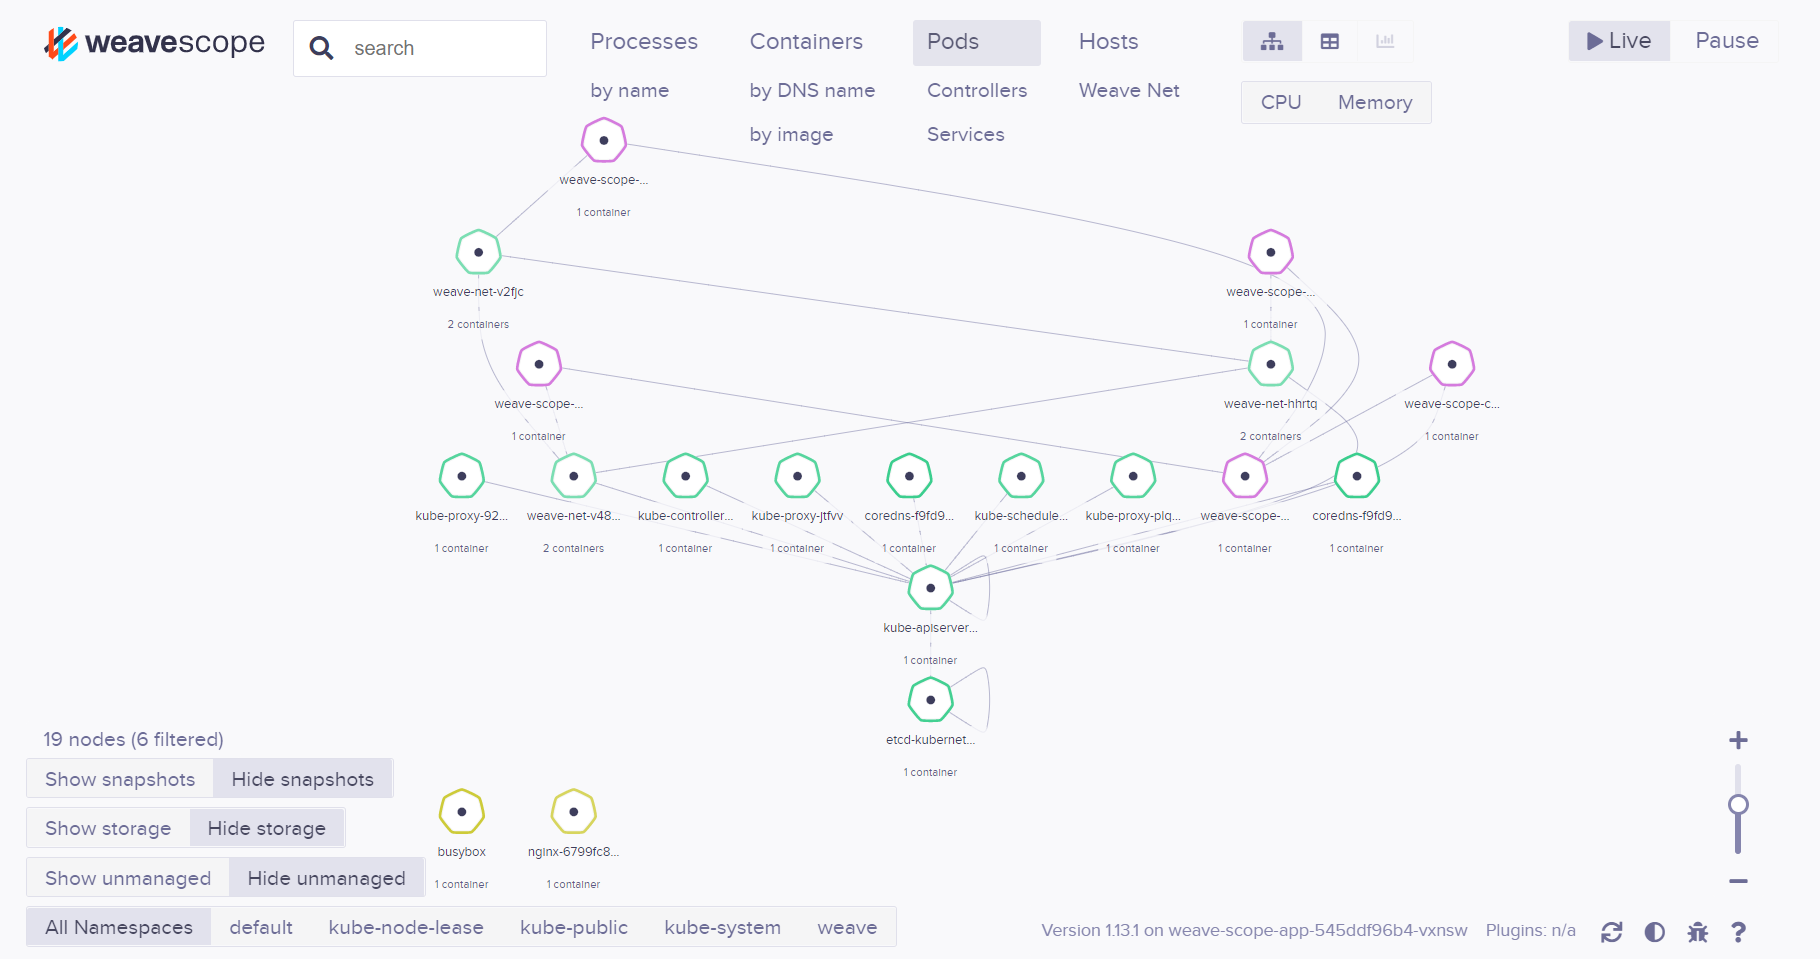 weavescope
search
Processes
Containers
Pods
Hosts
by name
by DNS name
Controllers
Weave Net
by image
Services
CPU Memory
Live Pause
weave-scope-...
1 container
weave-net-v2fjc
2 containers
weave-scope-...
1 container
weave-scope-...
1 container
weave-net-hhrtq
2 containers
weave-scope-c...
1 container
kube-proxy-92...
1 container
weave-net-v48...
2 containers
kube-controller...
1 container
kube-proxy-jtfvv
1 container
coredns-f9fd9...
1 container
kube-schedule...
1 container
kube-proxy-plq...
1 container
weave-scope-...
1 container
coredns-f9fd9...
1 container
kube-apiserver...
1 container
etcd-kubernet...
1 container
busybox
1 container
nginx-6799fc8...
1 container
19 nodes (6 filtered)
Show snapshots Hide snapshots
Show storage Hide storage
Show unmanaged Hide unmanaged
All Namespaces default kube-node-lease kube-public kube-system weave
Version 1.13.1 on weave-scope-app-545ddf96b4-vxnsw Plugins: n/a